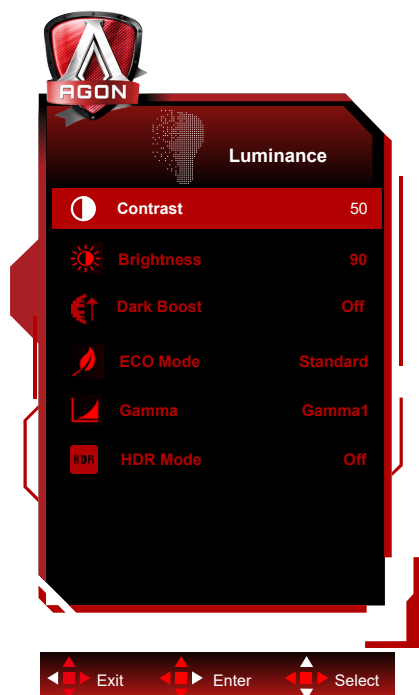 AGON
Luminance
Contrast 50
Brightness 90
Dark Boost Off
ECO Mode Standard
Gamma Gamma1
HDR HDR Mode Off
Exit Enter Select